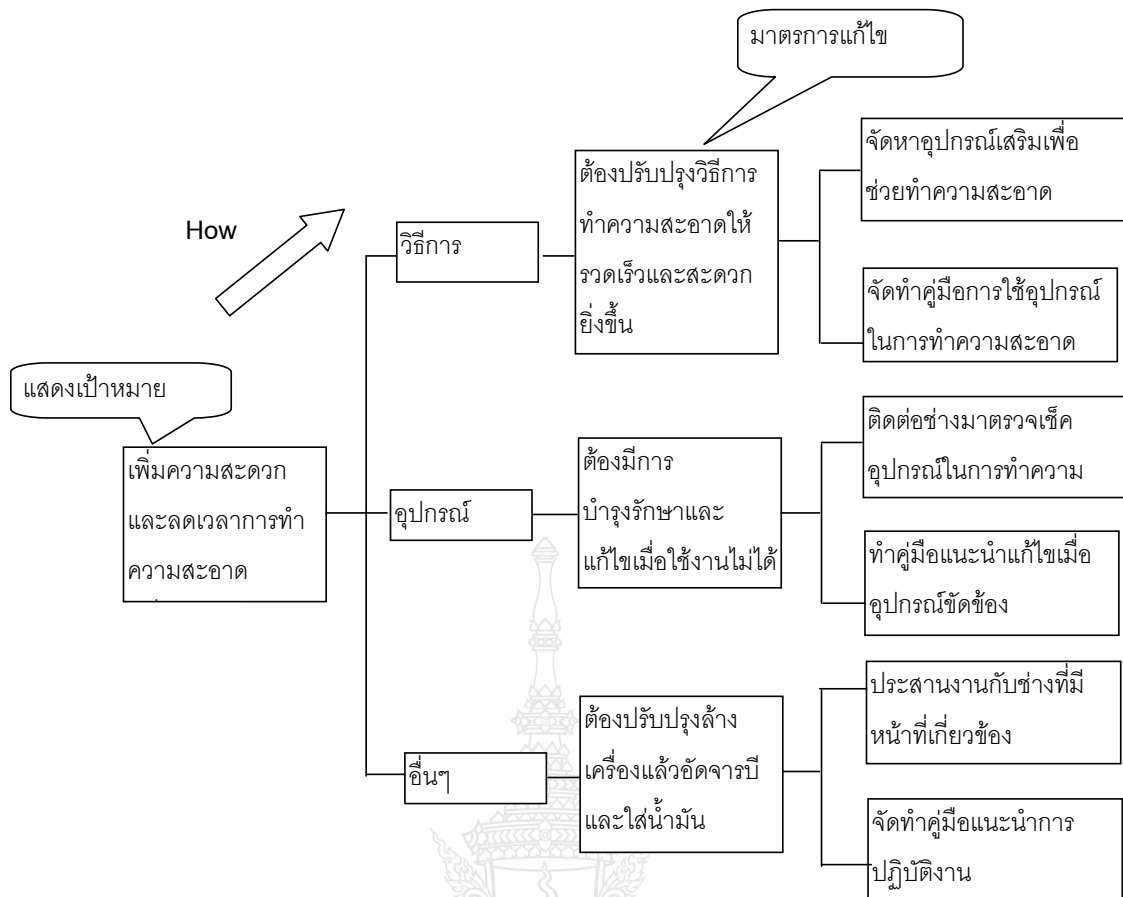 มาตรการแก้ไข
จัดหาอุปกรณ์เสริมเพื่อ
ช่วยทำความสะอาด
ต้องปรับปรุงวิธีการ
ทำความสะอาดให้
รวดเร็วและสะดวก
ยิ่งขึ้น
How
วิธีการ
จัดทำคู่มือการใช้อุปกรณ์
ในการทำความสะอาด
แสดงเป้าหมาย
ติดต่อช่างมาตรวจเช็ค
อุปกรณ์ในการทำความ
เพิ่มความสะดวก
และลดเวลาการทำ
ความสะอาด
อุปกรณ์
ต้องมีการ
บำรุงรักษาและ
แก้ไขเมื่อใช้งานไม่ได้
ทำคู่มือแนะนำแก้ไขเมื่อ
อุปกรณ์ขัดข้อง
ประสานงานกับช่างที่มี
หน้าที่เกี่ยวข้อง
อื่นๆ
ต้องปรับปรุงล้าง
เครื่องแล้วอัดจารบี
และใส่น้ำมัน
จัดทำคู่มือแนะนำการ
ปฏิบัติงาน